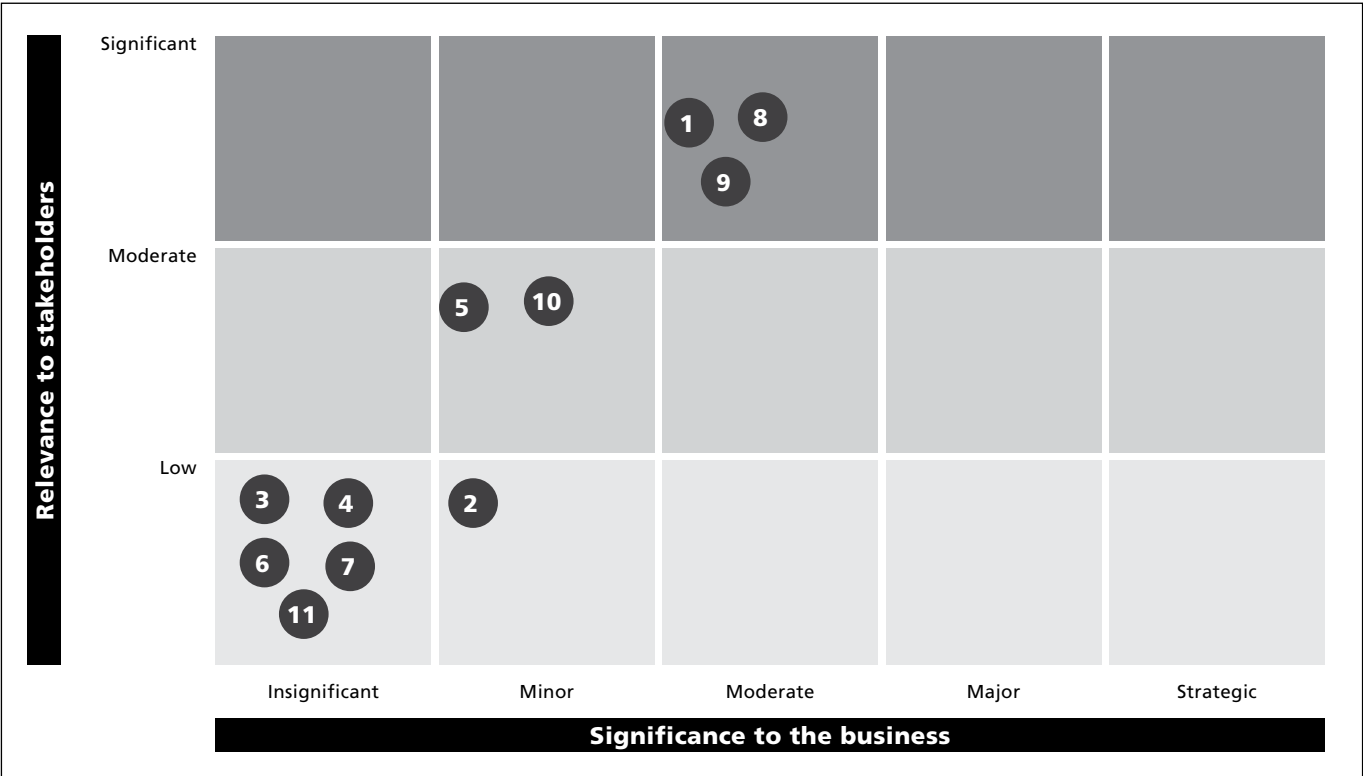 Relevance to stakeholders
Significant
1
8
9
Moderate
5
10
Low
3
4
2
6
7
11
Insignificant
Minor
Moderate
Major
Strategic
Significance to the business